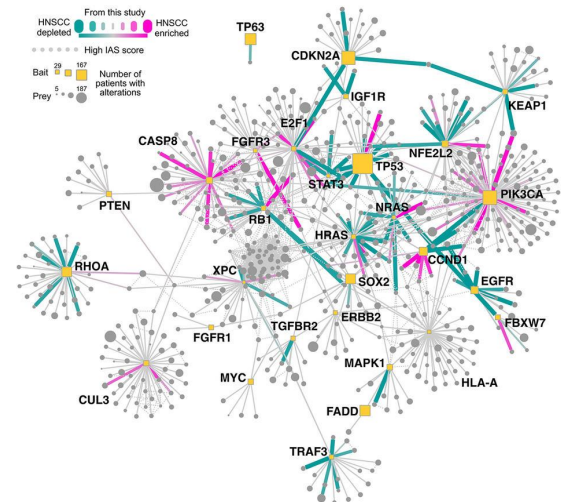 From this study
HNSCC depleted
HNSCC enriched
High IAS score
Bait 29 167
Prey 5 187
Number of patients with alterations
TP63
CDKN2A
IGF1R
KEAP1
E2F1
CASP8
FGFR3
NFE2L2
TP53
STAT3
PIK3CA
PTEN
NRAS
RB1
HRAS
CCND1
RHOA
XPC
SOX2
EGFR
ERBB2
FBXW7
TGFBR2
FGFR1
MAPK1
HLA-A
MYC
CUL3
FADD
TRAF3